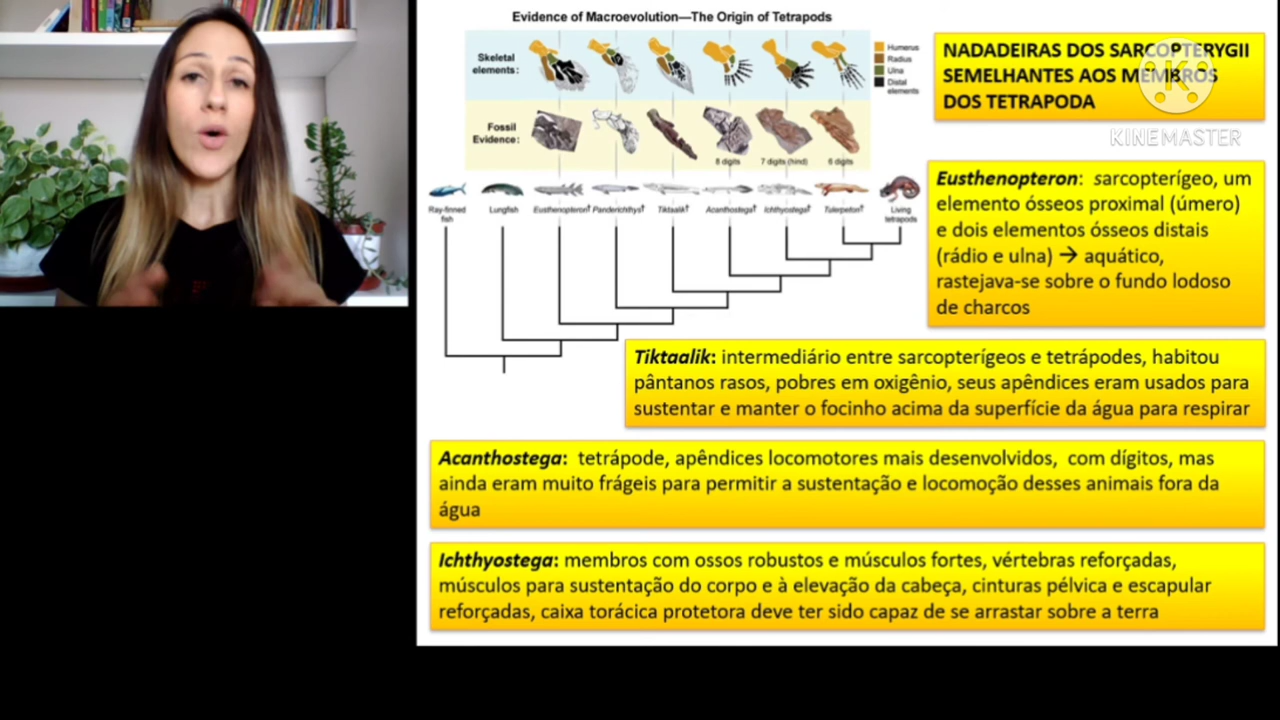 Evidence of Macroevolution—The Origin of Tetrapods
Skeletal
elements:
Humerus
Radius
Ulna
Distal
elements
Fossil
Evidence:
8 digits
7 digits (hind)
6 digits
Ray-finned
fish
Lungfish
Eusthenopteron†
Panderichthys†
Tiktaalik†
Acanthostega†
Ichthyostega†
Tulerpeton†
Living
tetrapods
NADADEIRAS DOS SARCOPTERYGII
SEMELHANTES AOS MEMBROS
DOS TETRAPODA
K
KINEMASTER
Eusthenopteron: sarcopterígeo, um
elemento ósseos proximal (úmero)
e dois elementos ósseos distais
(rádio e ulna) → aquático,
rastejava-se sobre o fundo lodoso
de charcos
Tiktaalik: intermediário entre sarcopterígeos e tetrápodes, habitou
pântanos rasos, pobres em oxigênio, seus apêndices eram usados para
sustentar e manter o focinho acima da superfície da água para respirar
Acanthostega: tetrápode, apêndices locomotores mais desenvolvidos, com dígitos, mas
ainda eram muito frágeis para permitir a sustentação e locomoção desses animais fora da
água
Ichthyostega: membros com ossos robustos e músculos fortes, vértebras reforçadas,
músculos para sustentação do corpo e à elevação da cabeça, cinturas pélvica e escapular
reforçadas, caixa torácica protetora deve ter sido capaz de se arrastar sobre a terra